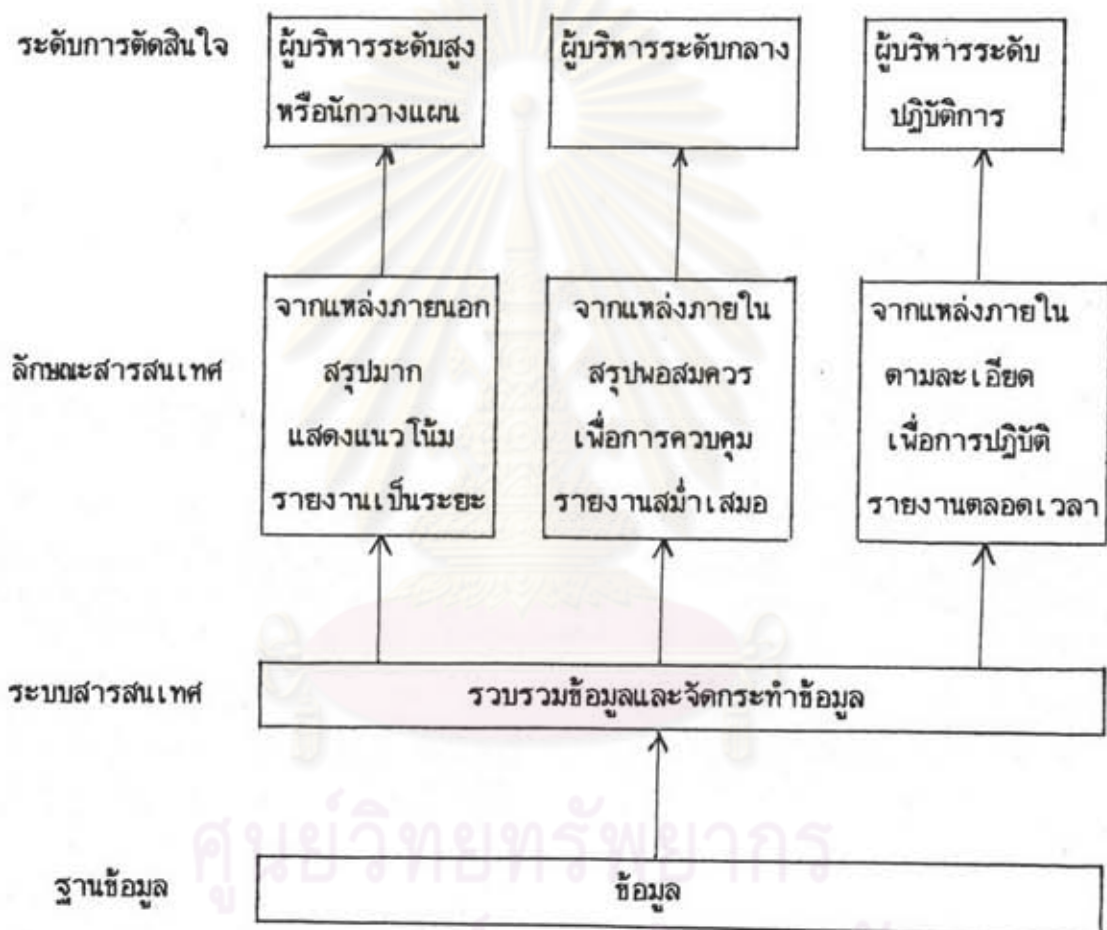 ระดับการตัดสินใจ
ผู้บริหารระดับสูง
หรือนักวางแผน
ผู้บริหารระดับกลาง
ผู้บริหารระดับ
ปฏิบัติการ
ลักษณะสารสนเทศ
จากแหล่งภายนอก
สรุปมาก
แสดงแนวโน้ม
รายงานเป็นระยะ
จากแหล่งภายใน
สรุปพอสมควร
เพื่อการควบคุม
รายงานสม่ำเสมอ
จากแหล่งภายใน
ตามละเอียด
เพื่อการปฏิบัติ
รายงานตลอดเวลา
ระบบสารสนเทศ
รวบรวมข้อมูลและจัดกระทำข้อมูล
ศูนย์วิทยทรัพยากร
ฐานข้อมูล
ข้อมูล